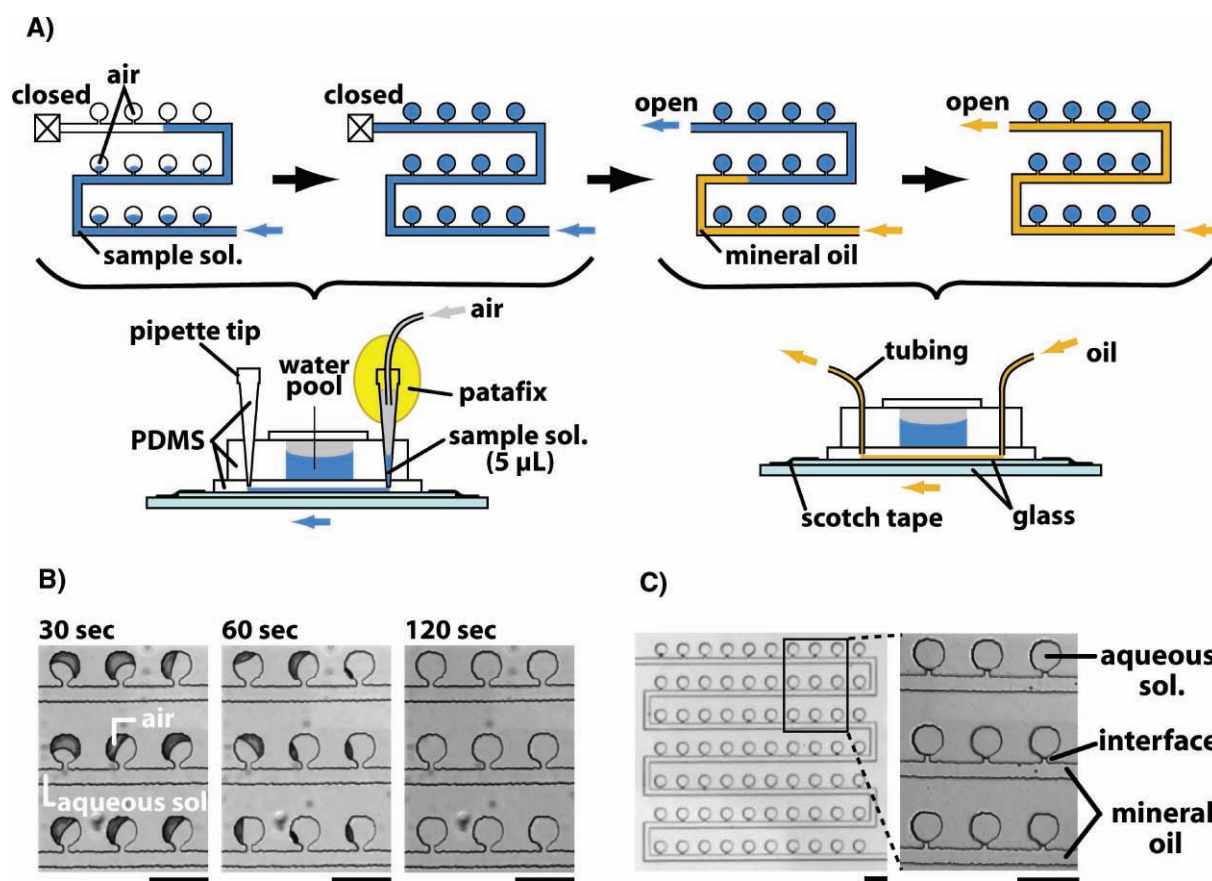 A)
air
closed
sample sol.
closed
open
mineral oil
open
pipette tip
water
pool
air
patafix
PDMS
sample sol.
(5 µL)
tubing
oil
scotch tape
glass
B)
30 sec
60 sec
120 sec
air
aqueous sol
C)
aqueous
sol.
interface
mineral
oil